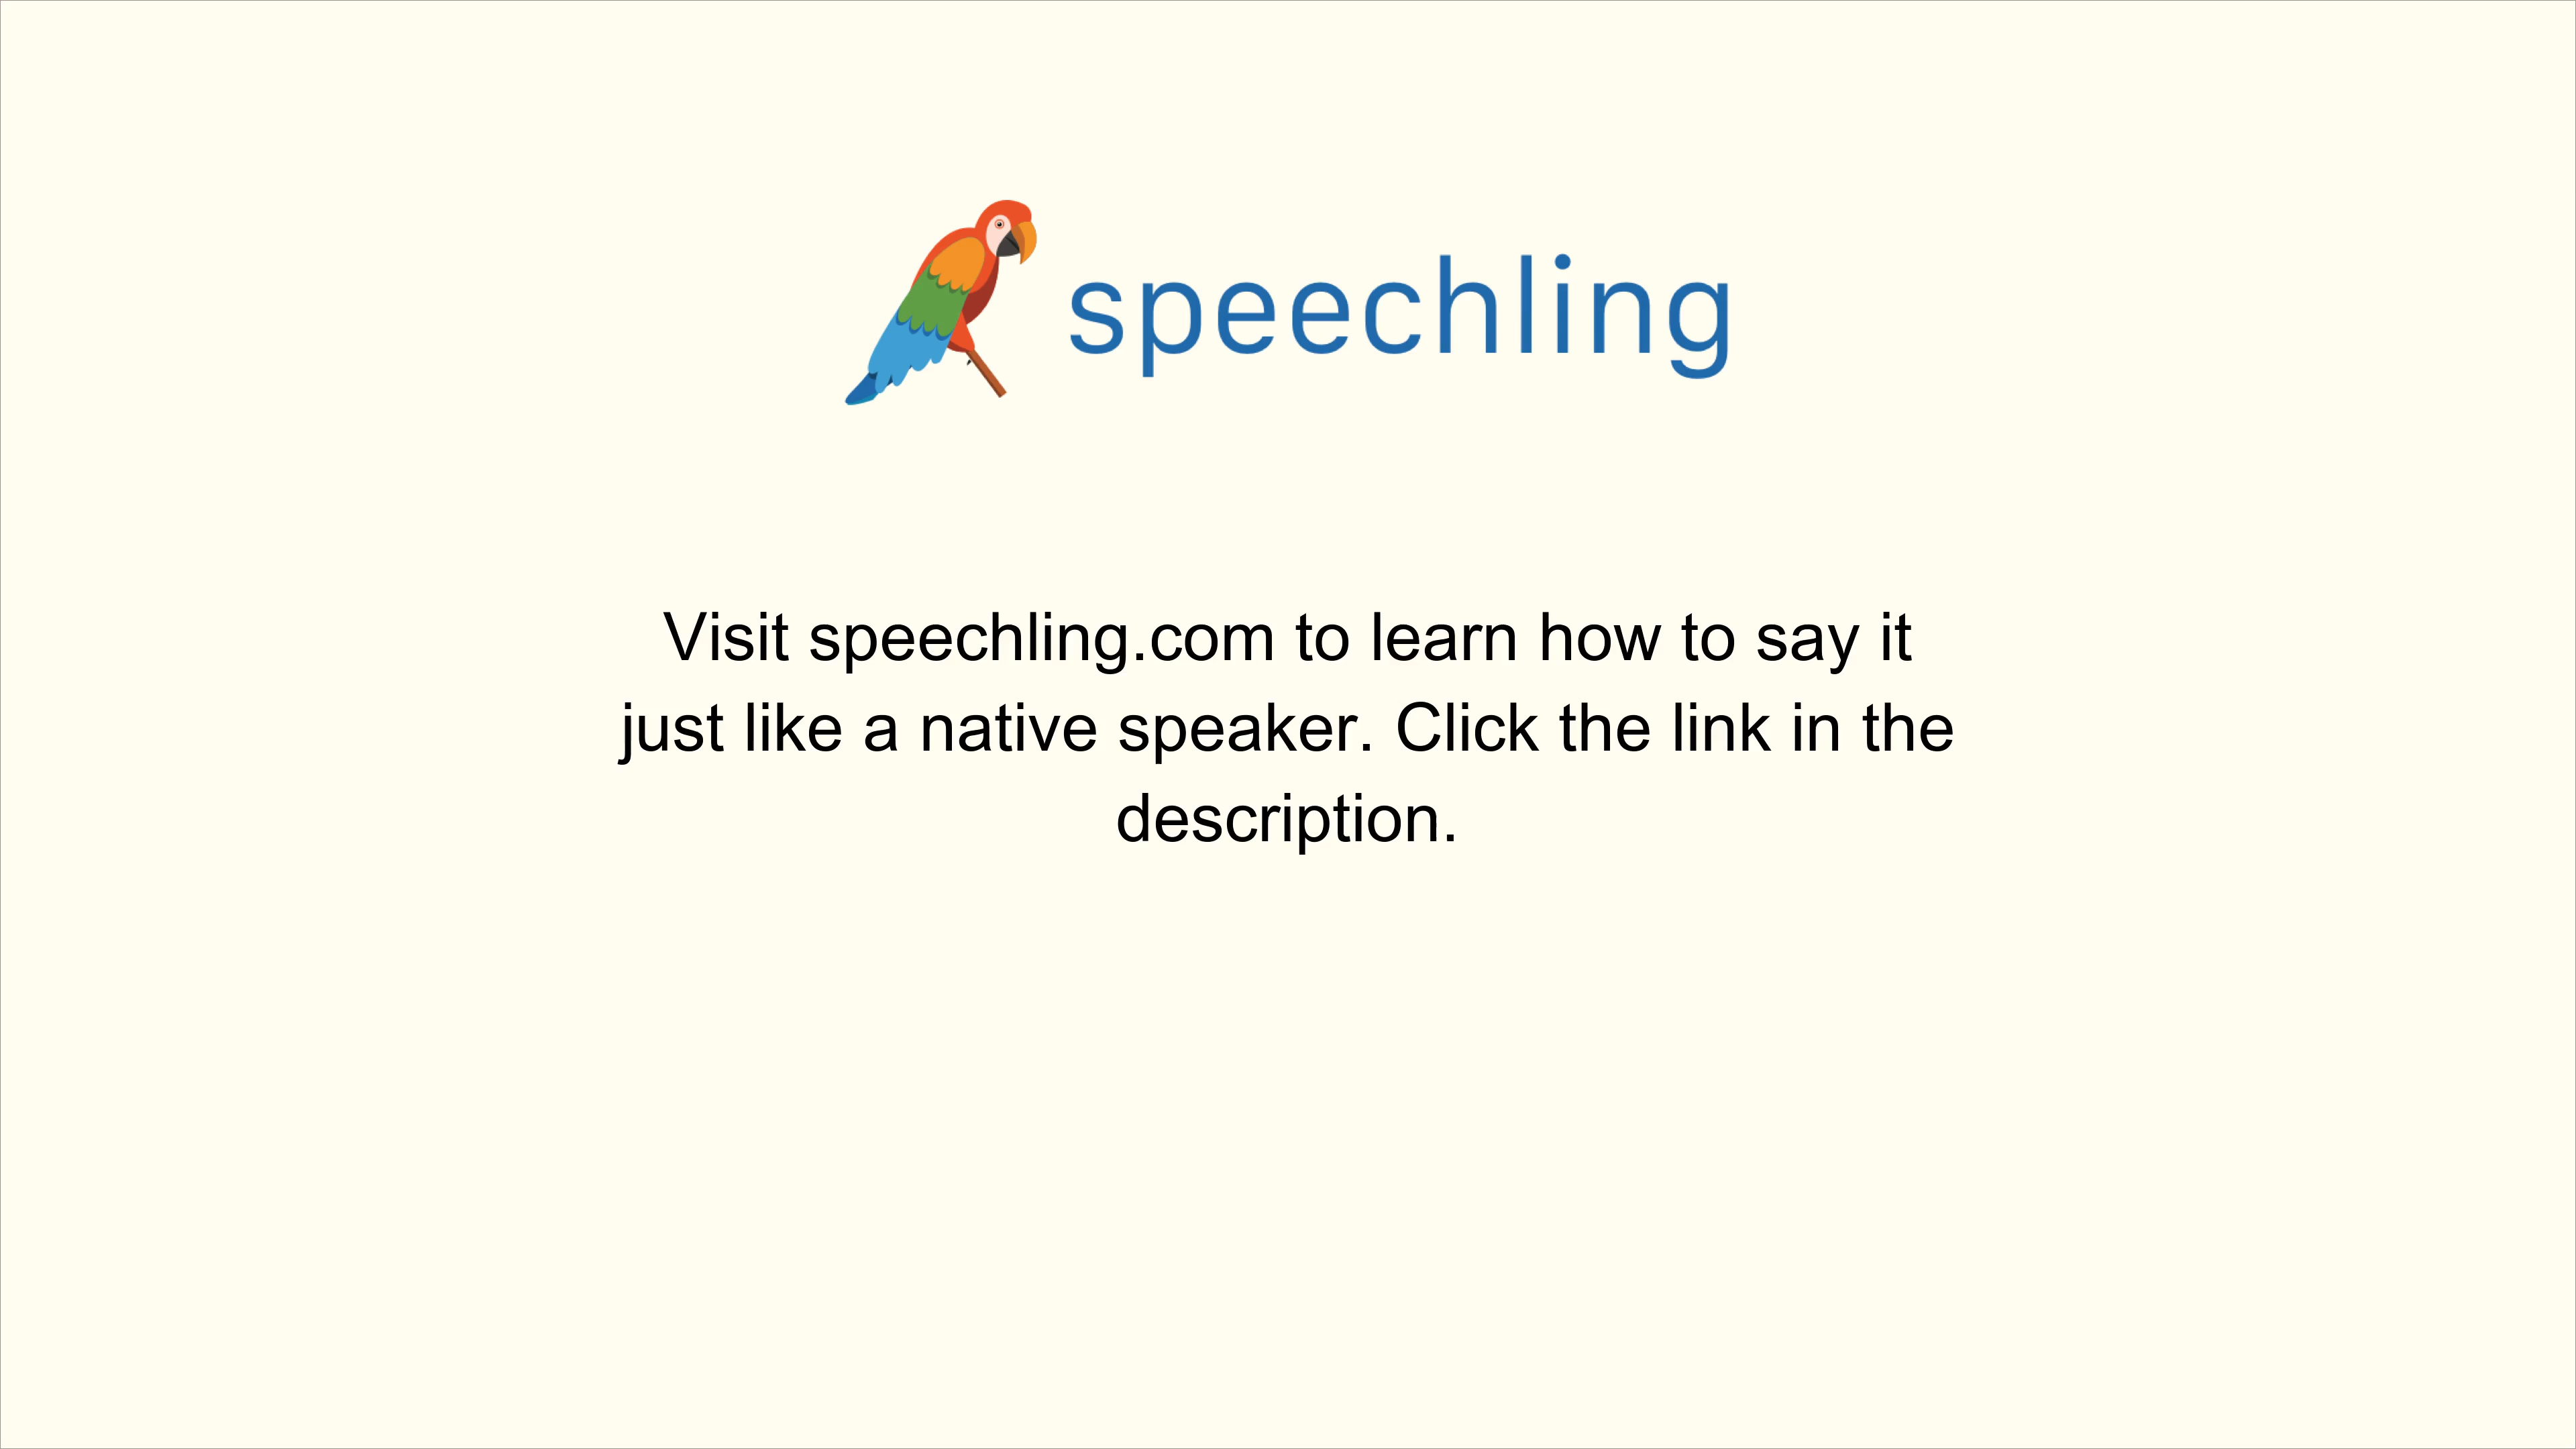 speechling
Visit speechling.com to learn how to say it
just like a native speaker. Click the link in the
description.